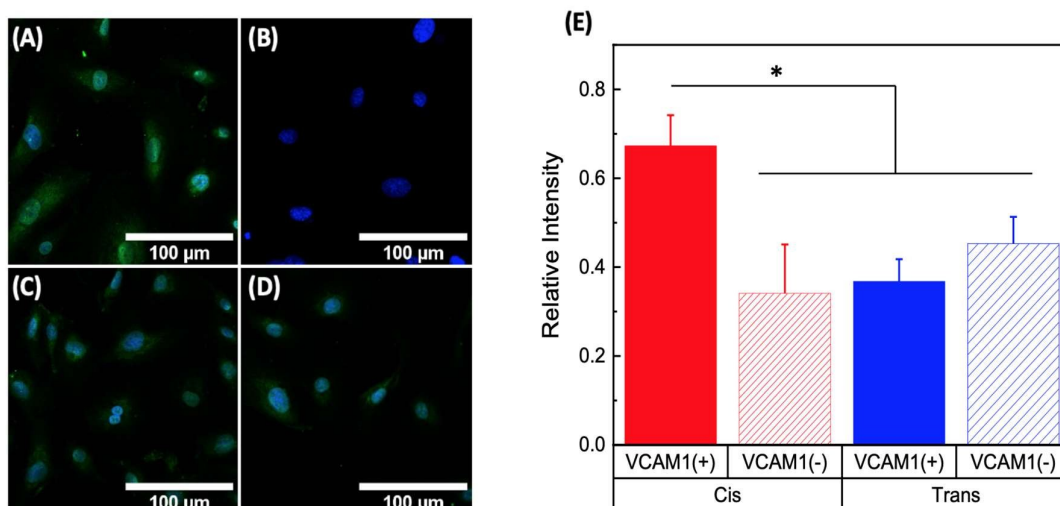 (A)
(B)
100 µm
100 µm
(C)
(D)
100 µm
100 µm
(E)
*
Relative Intensity
0.8
0.6
0.4
0.2
0.0
VCAM1(+) VCAM1(-) VCAM1(+) VCAM1(-)
Cis Trans